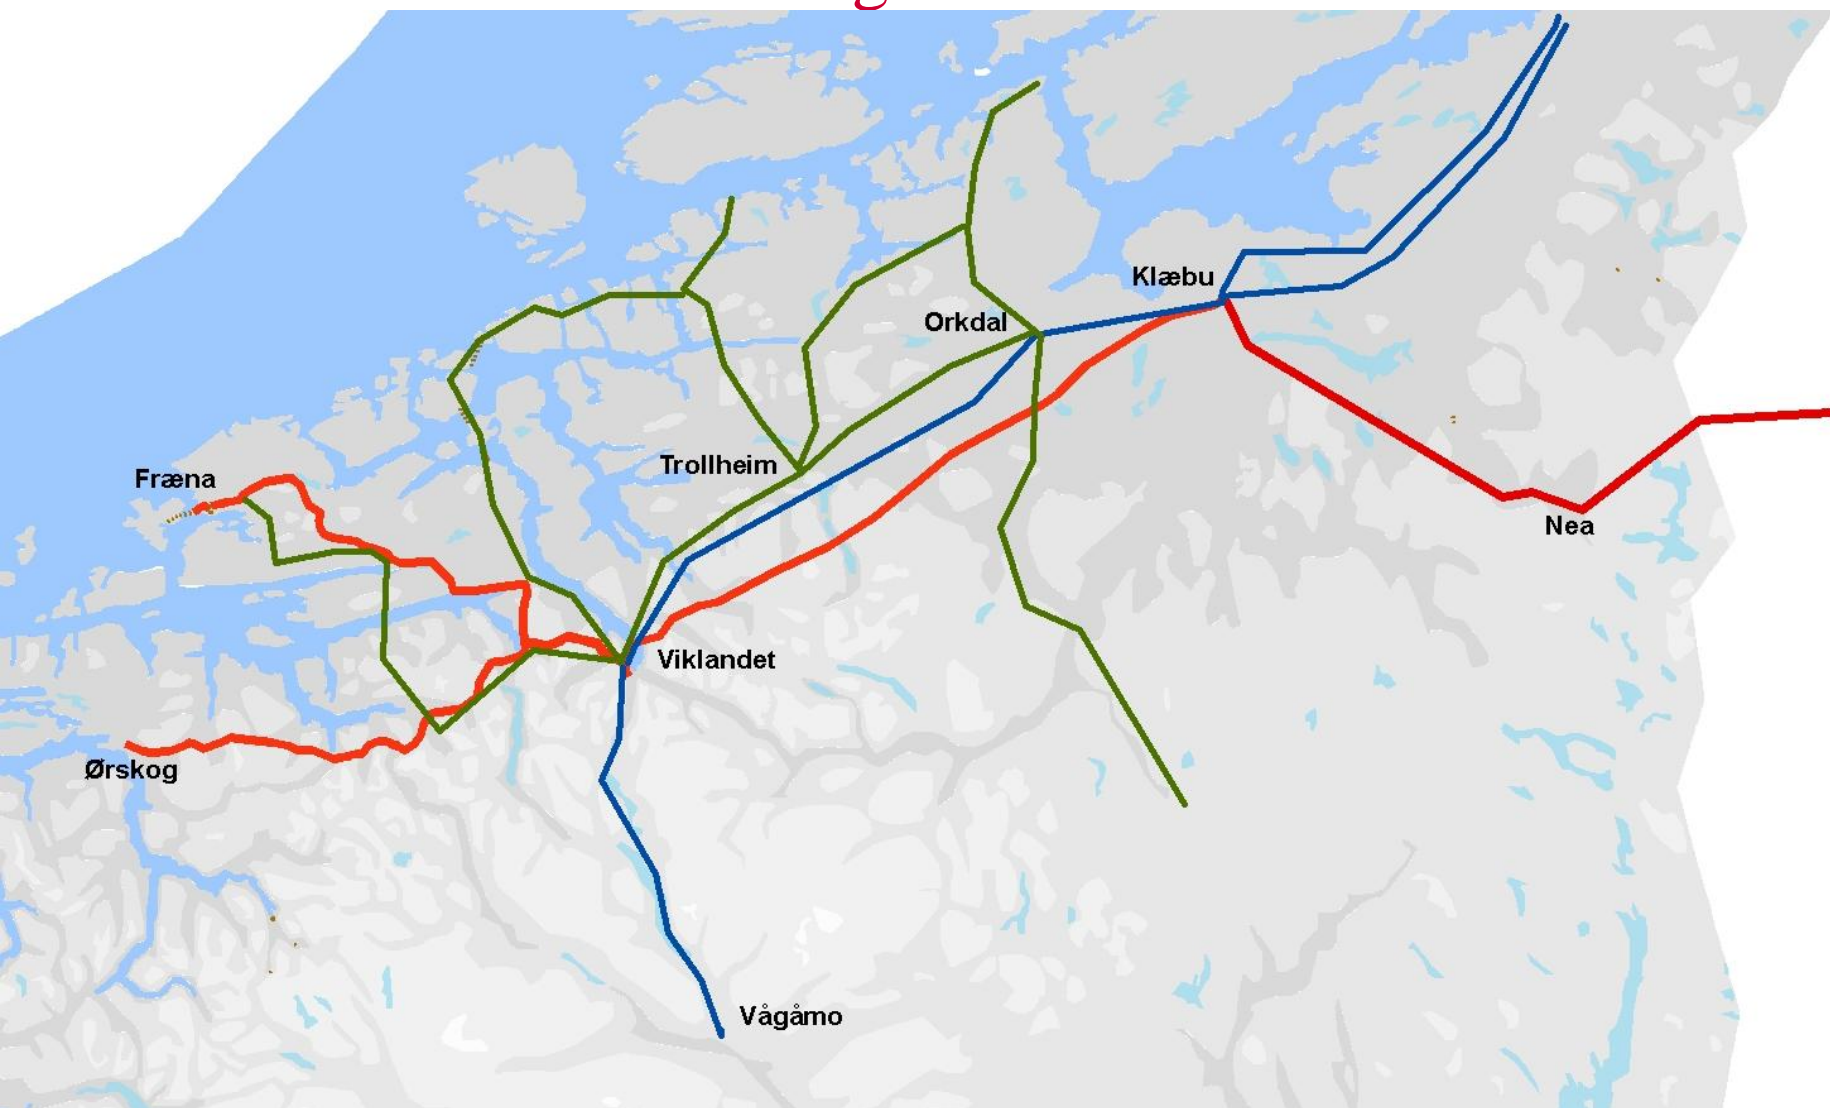 Klæbu
Orkdal
Trollheim
Fræna
Nea
Viklandet
Ørskog
Vågåmo